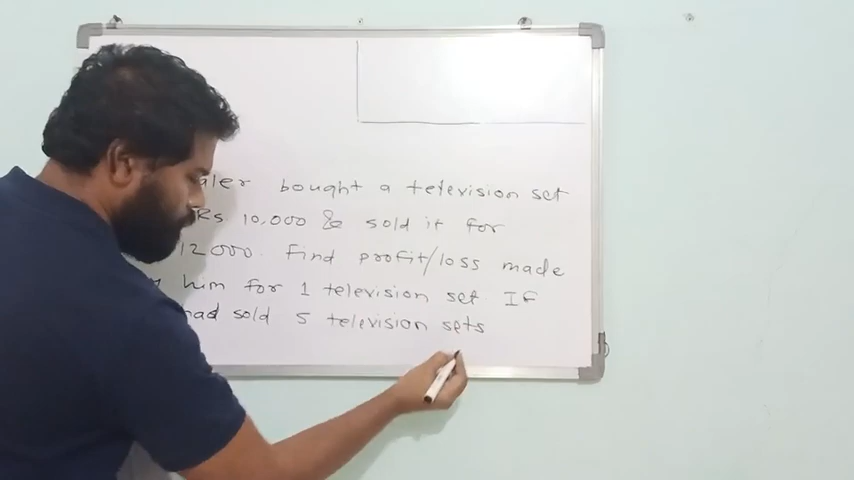 bought a television set
Rs 10,000 & sold it for
12000. Find profit/loss made
him for 1 television set If
had sold 5 television sets